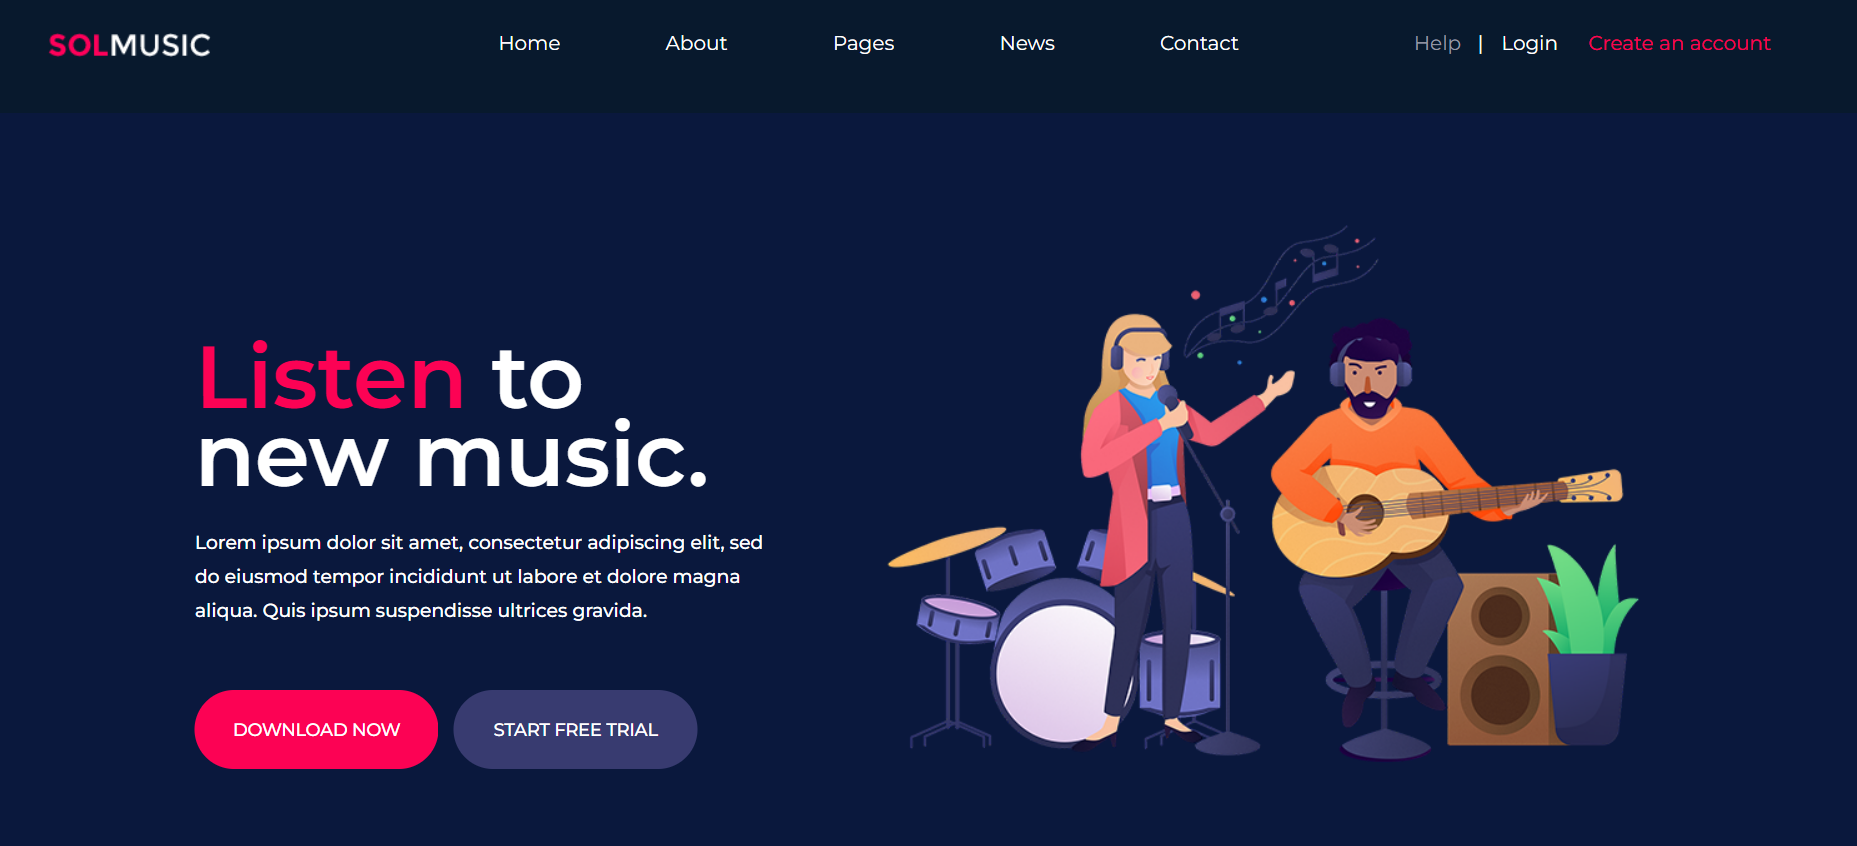 SOLMUSIC
Home About Pages News Contact
Help | Login Create an account
Listen to
new music.
Lorem ipsum dolor sit amet, consectetur adipiscing elit, sed
do eiusmod tempor incididunt ut labore et dolore magna
aliqua. Quis ipsum suspendisse ultrices gravida.
DOWNLOAD NOW
START FREE TRIAL